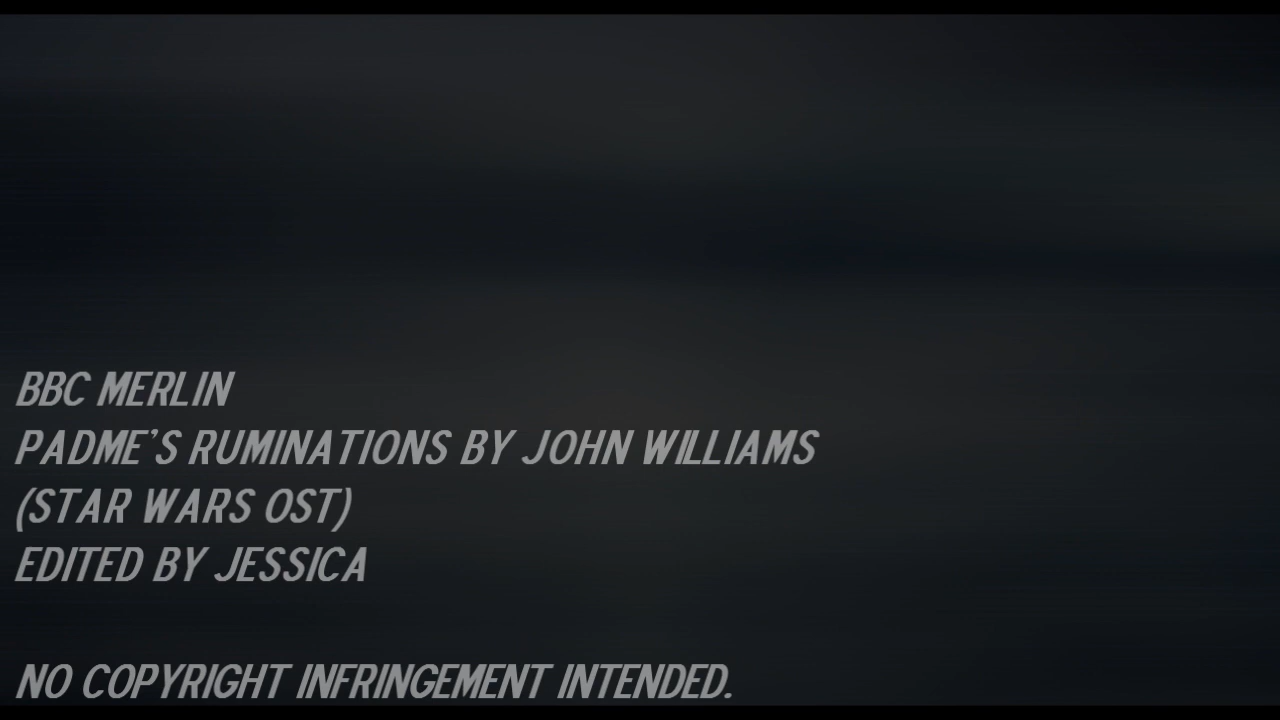 BBC MERLIN
PADME'S RUMINATIONS BY JOHN WILLIAMS
(STAR WARS OST)
EDITED BY JESSICA
NO COPYRIGHT INFRINGEMENT INTENDED.